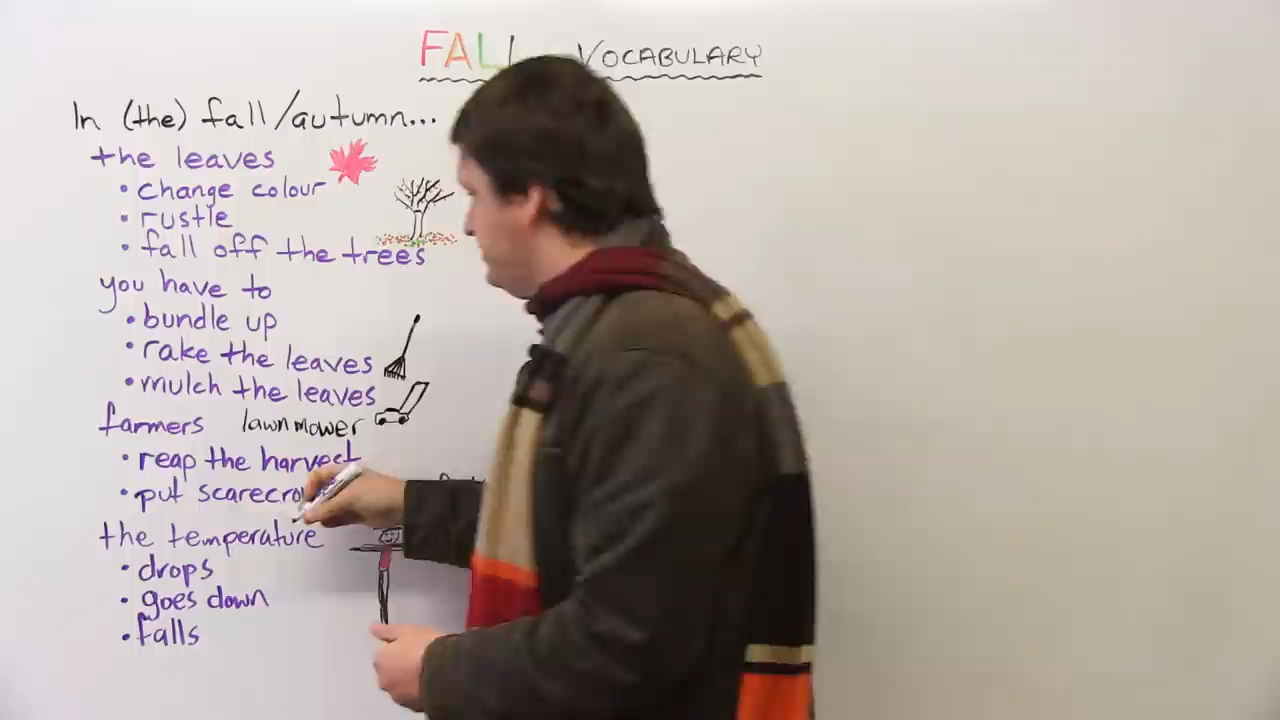 FALL VOCABULARY
In (the) fall/autumn...
the leaves
• change colour
• rustle
• fall off the trees
you have to
• bundle up
• rake the leaves
• mulch the leaves
farmers lawnmower
• reap the harvest
• put
the temperature
• drops
• goes down
• falls